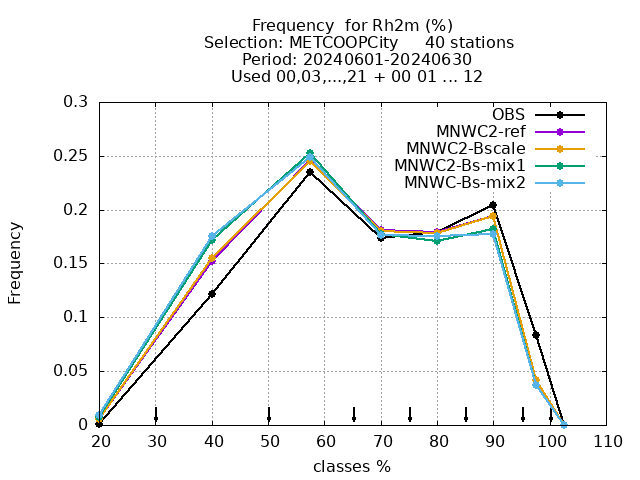 Frequency  for Rh2m (%)
Selection: METCOOPCity     40 stations
Period: 20240601-20240630
Used 00,03,...,21 + 00 01 ... 12
0.3
0.25
0.2
0.15
0.1
0.05
0
Frequency
OBS
MNWC2-ref
MNWC2-Bscale
MNWC2-Bs-mix1
MNWC-Bs-mix2
20 30 40 50 60 70 80 90 100 110
classes %